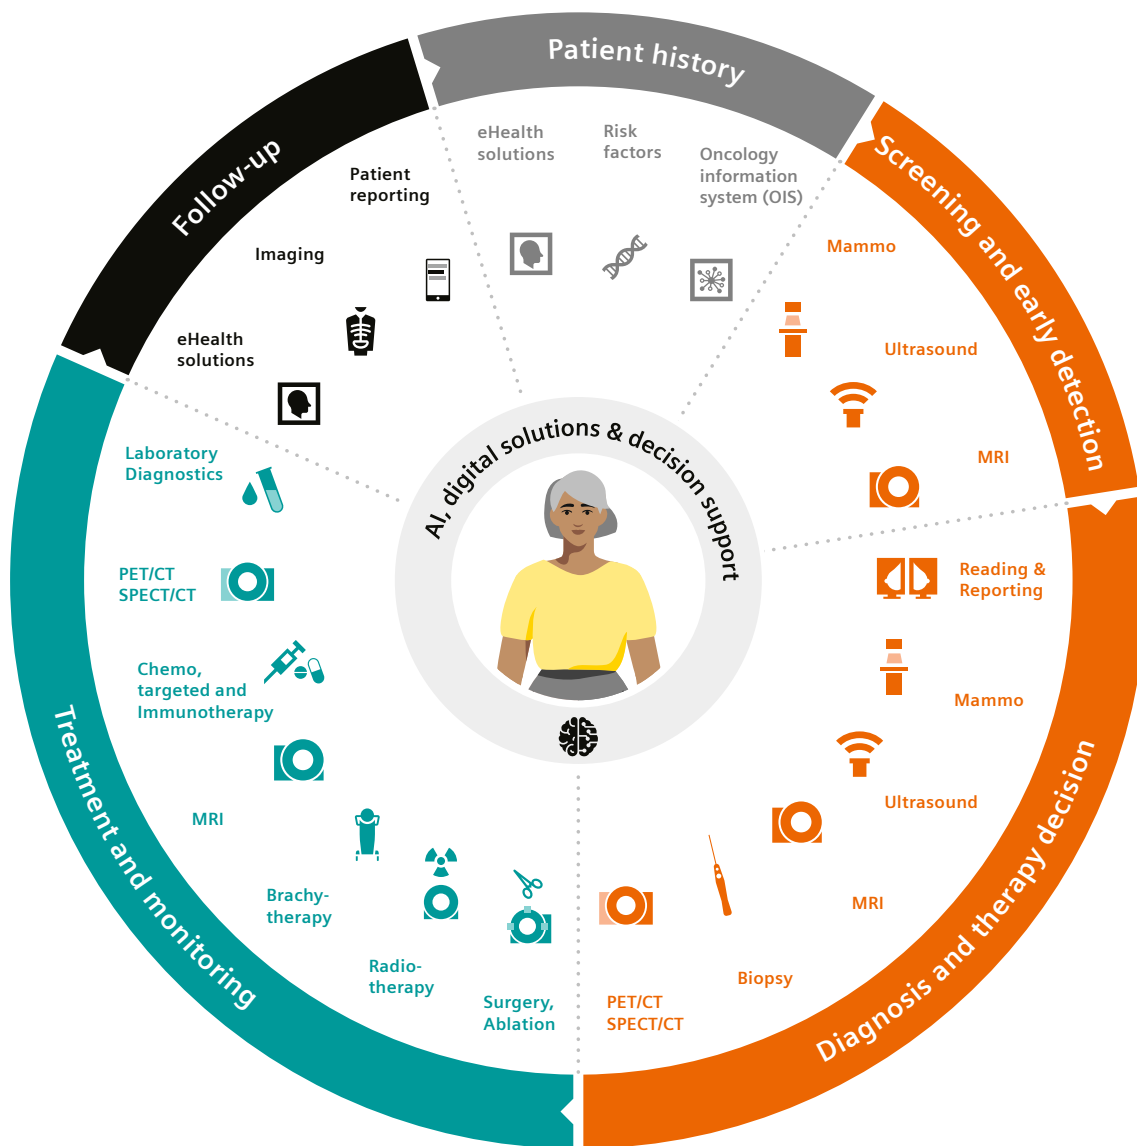 Patient history
eHealth
solutions
Risk
factors
Oncology
information
system (OIS)
Screening and early detection
Mammo
Ultrasound
MRI
Diagnosis and therapy decision
Reading &
Reporting
Mammo
Ultrasound
MRI
Biopsy
PET/CT
SPECT/CT
Treatment and monitoring
Surgery,
Ablation
Radio-
therapy
Brachy-
therapy
MRI
Chemo,
targeted and
Immunotherapy
PET/CT
SPECT/CT
Laboratory
Diagnostics
Follow-up
eHealth
solutions
Imaging
Patient
reporting
AI, digital solutions & decision support